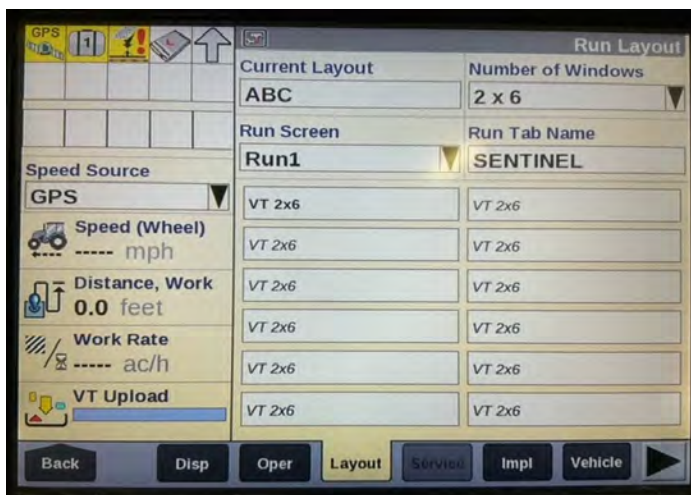 GPS
1
L
Run Layout
Current Layout
Number of Windows
ABC
2 x 6
Run Screen
Run Tab Name
Run1
SENTINEL
Speed Source
GPS
Speed (Wheel)
----- mph
Distance, Work
0.0 feet
Work Rate
----- ac/h
VT Upload
VT 2x6
VT 2x6
VT 2x6
VT 2x6
VT 2x6
VT 2x6
VT 2x6
VT 2x6
VT 2x6
VT 2x6
VT 2x6
VT 2x6
Back
Disp
Oper
Layout
Service
Impl
Vehicle